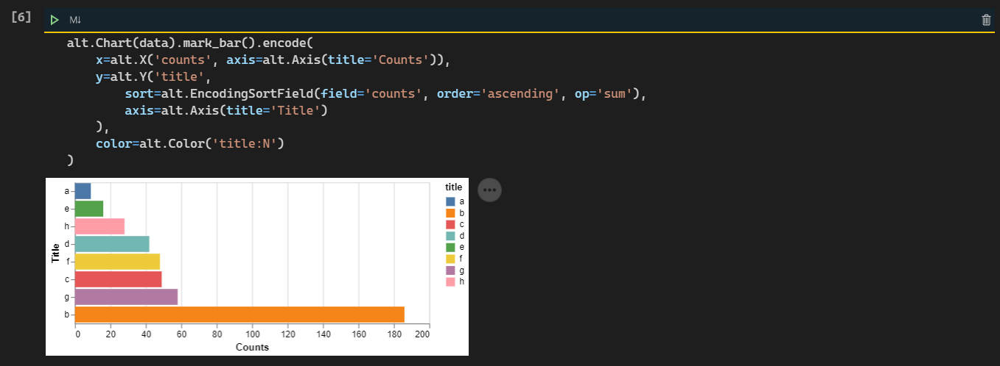 [6]
M↓
alt.Chart(data).mark_bar().encode(
    x=alt.X('counts', axis=alt.Axis(title='Counts')),
    y=alt.Y('title',
        sort=alt.EncodingSortField(field='counts', order='ascending', op='sum'),
        axis=alt.Axis(title='Title')
    ),
    color=alt.Color('title:N')
)
Title
a
e
h
d
f
c
g
b
0 20 40 60 80 100 120 140 160 180 200
Counts
title
a
b
c
d
e
f
g
h